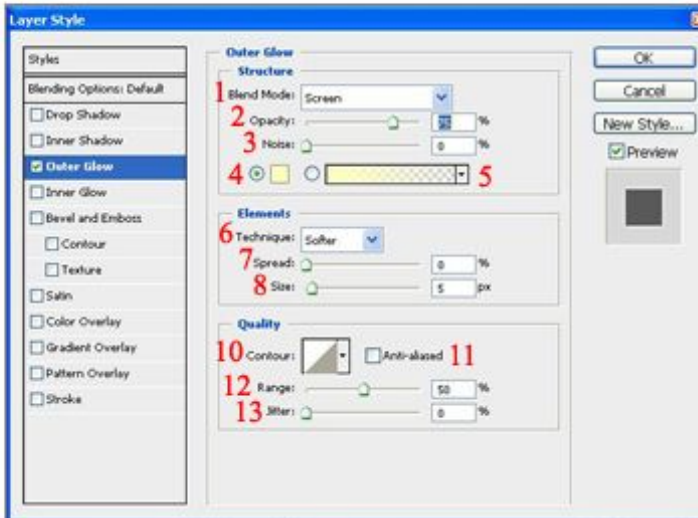 Layer Style
Styles
Blending Options: Default
Drop Shadow
Inner Shadow
Outer Glow
Inner Glow
Bevel and Emboss
Contour
Texture
Satin
Color Overlay
Gradient Overlay
Pattern Overlay
Stroke
Outer Glow
Structure
1 Blend Mode: Screen
2 Opacity: 75 %
3 Noise: 0 %
4 5
Elements
6 Technique: Softer
7 Spread: 0 %
8 Size: 5 px
Quality
10 Contour: Anti-aliased 11
12 Range: 50 %
13 Jitter: 0 %
OK
Cancel
New Style...
Preview